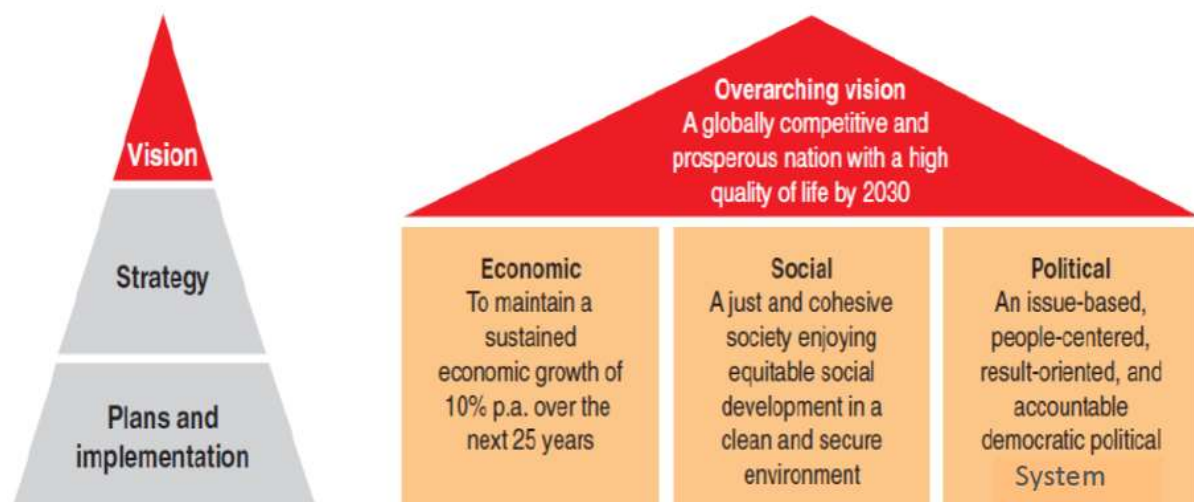 Vision
Strategy
Plans and
implementation
Overarching vision
A globally competitive and
prosperous nation with a high
quality of life by 2030
Economic
To maintain a
sustained
economic growth of
10% p.a. over the
next 25 years
Social
A just and cohesive
society enjoying
equitable social
development in a
clean and secure
environment
Political
An issue-based,
people-centered,
result-oriented, and
accountable
democratic political
System